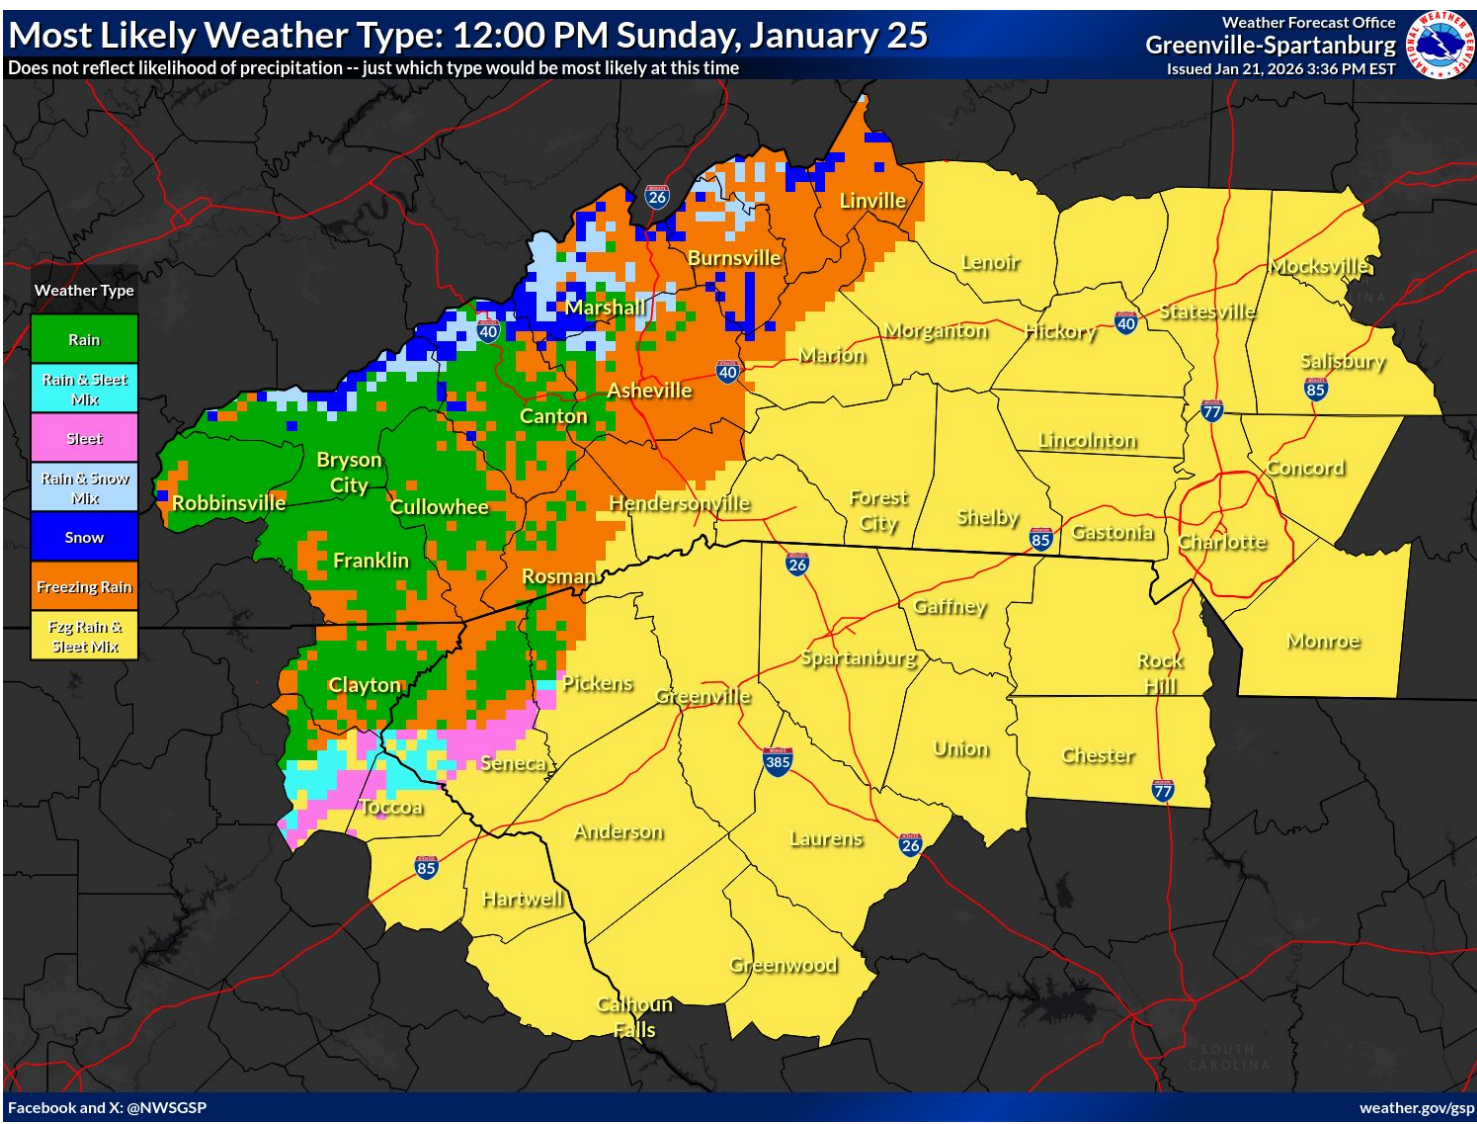 Most Likely Weather Type: 12:00 PM Sunday, January 25
Does not reflect likelihood of precipitation -- just which type would be most likely at this time
Weather Forecast Office
Greenville-Spartanburg
Issued Jan 21, 2026 3:36 PM EST
NATIONAL WEATHER SERVICE
Weather Type
Rain
Rain & Sleet
Mix
Sleet
Rain & Snow
Mix
Snow
Freezing Rain
Fzg Rain &
Sleet Mix
26
Linville
Burnsville
Lenoir
Mocksville
Marshall
40
Morganton
Hickory
40
Statesville
Marion
Salisbury
40
85
Asheville
77
Canton
Lincolnton
Bryson
City
Concord
Robbinsville
Cullowhee
Hendersonville
Forest
City
Shelby
85
Gastonia
Charlotte
Franklin
26
Rosman
Gaffney
Monroe
Spartanburg
Rock
Hill
Clayton
Pickens
Greenville
Seneca
385
Union
Chester
77
Toccoa
Anderson
Laurens
26
85
Hartwell
Greenwood
Calhoun
Falls
SOUTH
CAROLINA
Facebook and X: @NWSGSP
weather.gov/gsp